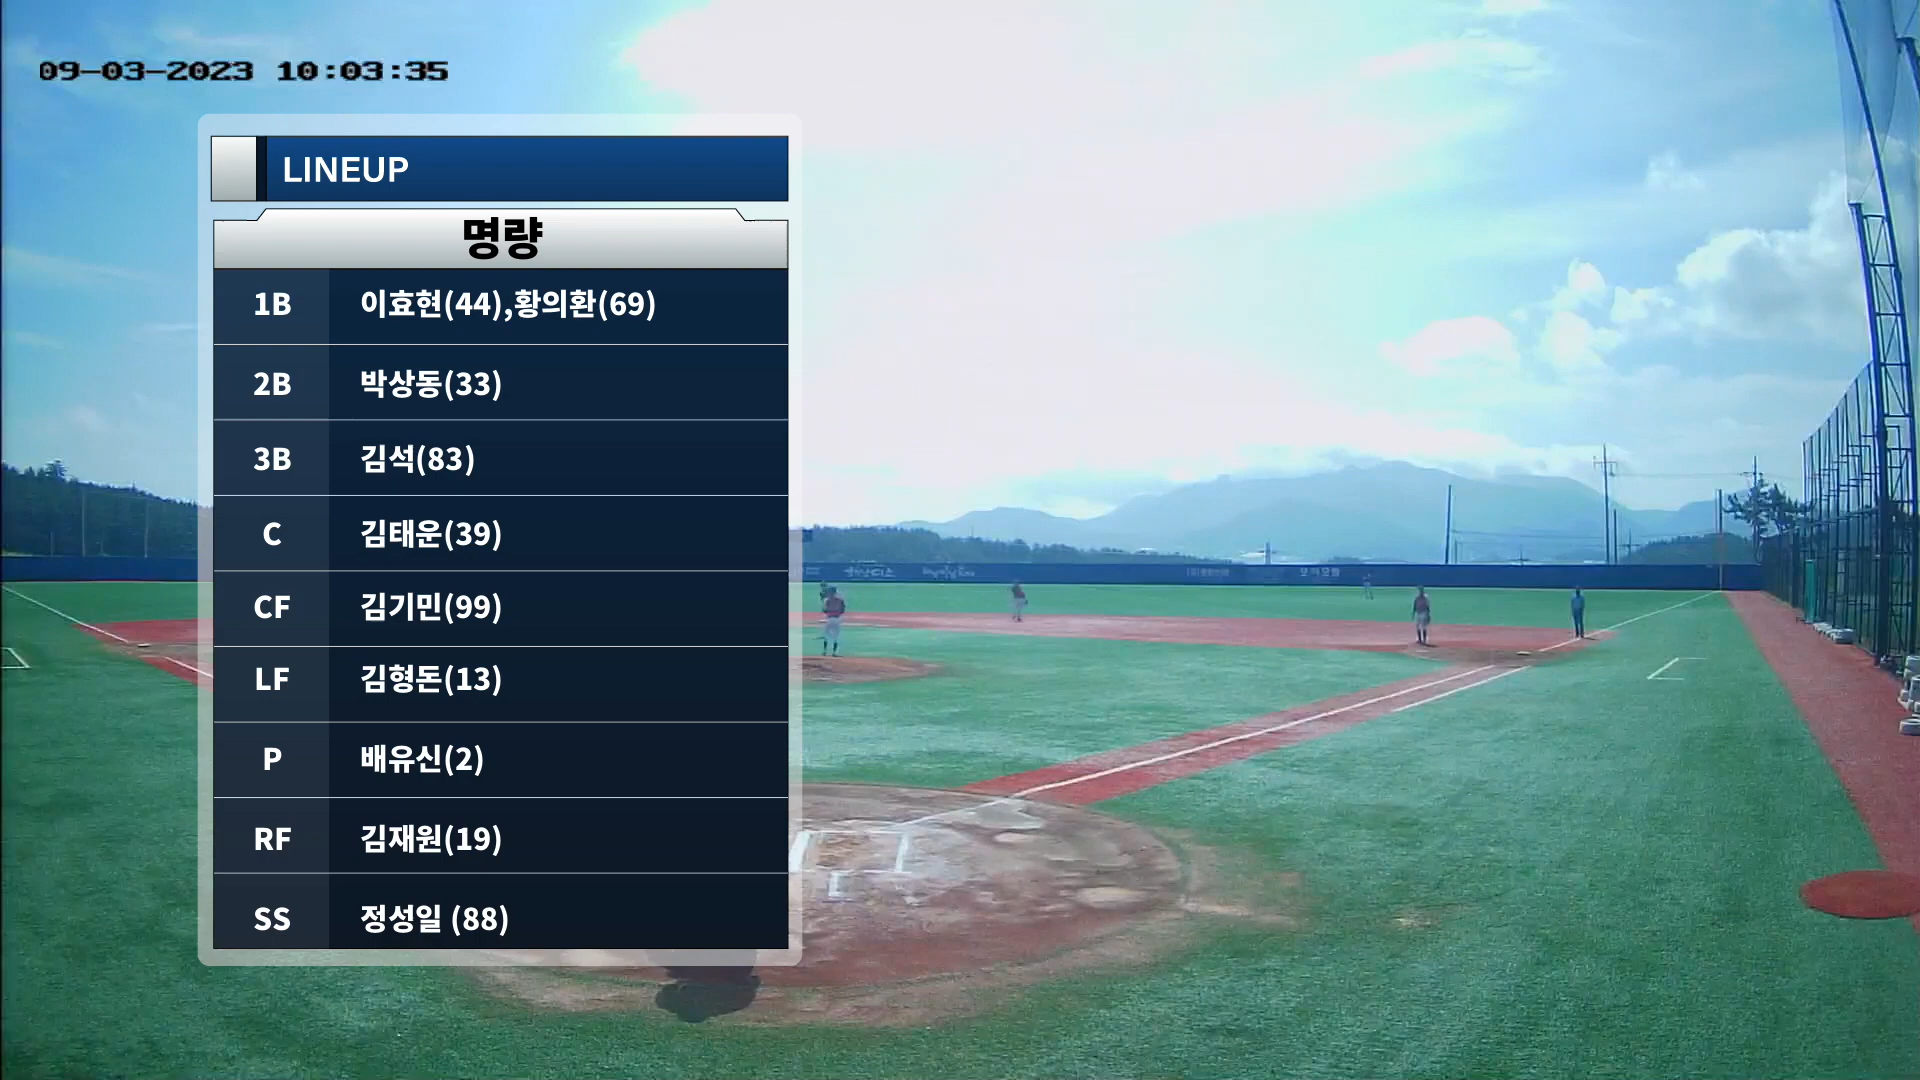 09-03-2023 10:03:35
LINEUP
명량
1B 이효현(44),황의환(69)
2B 박상동(33)
3B 김석(83)
C 김태운(39)
CF 김기민(99)
LF 김형돈(13)
P 배유신(2)
RF 김재원(19)
SS 정성일 (88)